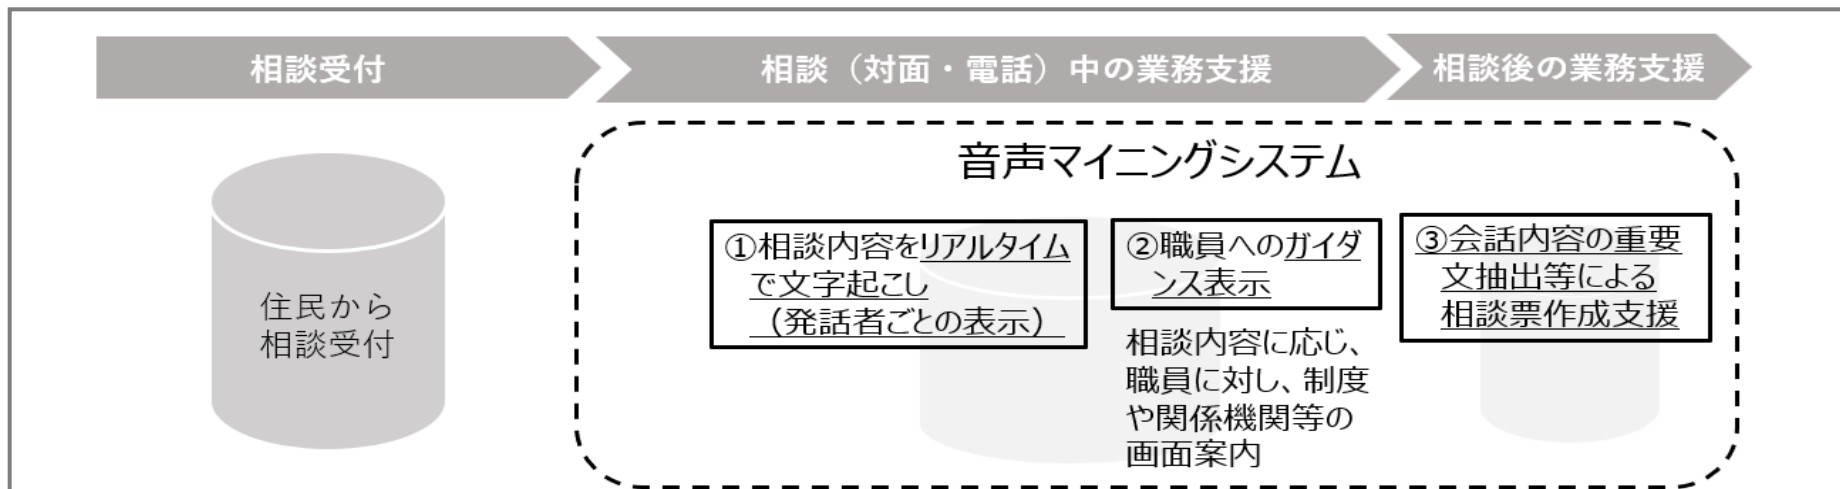 相談受付
相談（対面・電話）中の業務支援
相談後の業務支援
住民から
相談受付
音声マイニングシステム
①相談内容をリアルタイム
で文字起こし
（発話者ごとの表示）
②職員へのガイダ
ンス表示
相談内容に応じ、
職員に対し、制度
や関係機関等の
画面案内
③会話内容の重要
文抽出等による
相談票作成支援